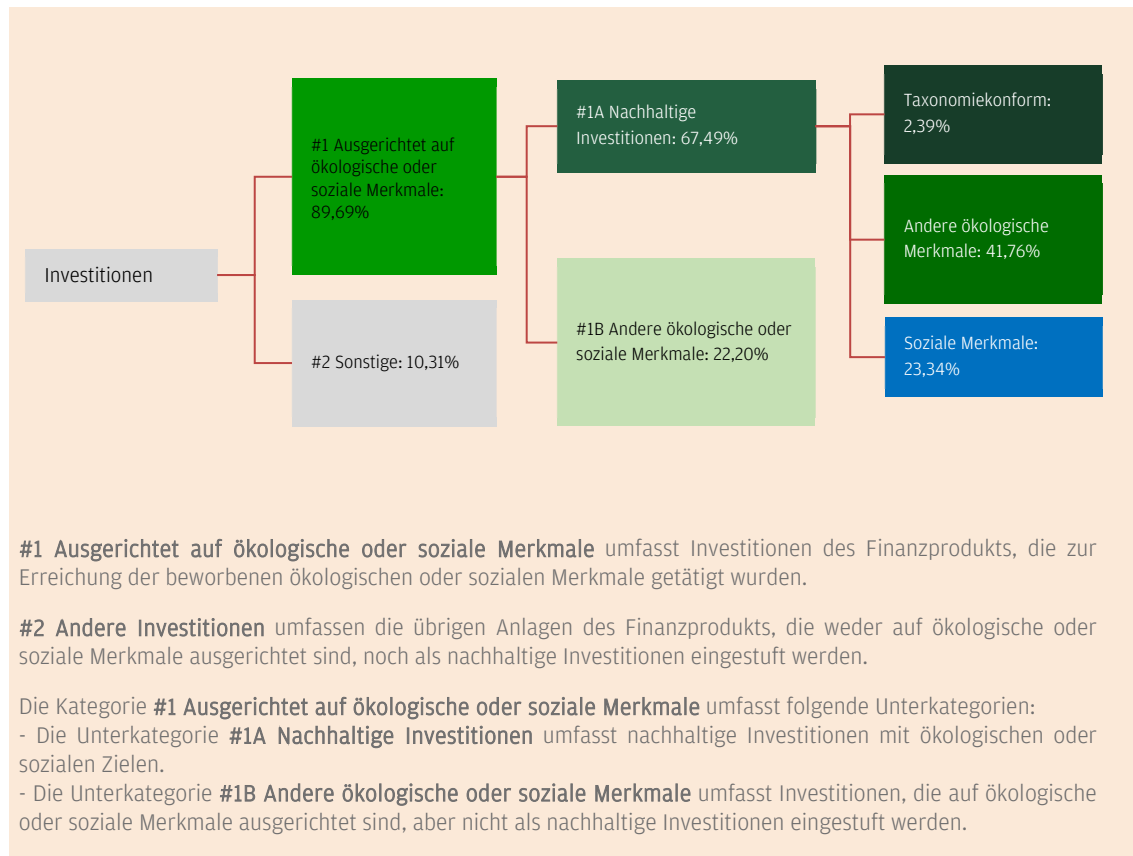 Investitionen
#1 Ausgerichtet auf
ökologische oder
soziale Merkmale:
89,69%
#2 Sonstige: 10,31%
#1A Nachhaltige
Investitionen: 67,49%
#1B Andere ökologische oder
soziale Merkmale: 22,20%
Taxonomiekonform:
2,39%
Andere ökologische
Merkmale: 41,76%
Soziale Merkmale:
23,34%
#1 Ausgerichtet auf ökologische oder soziale Merkmale umfasst Investitionen des Finanzprodukts, die zur
Erreichung der beworbenen ökologischen oder sozialen Merkmale getätigt wurden.
#2 Andere Investitionen umfassen die übrigen Anlagen des Finanzprodukts, die weder auf ökologische oder
soziale Merkmale ausgerichtet sind, noch als nachhaltige Investitionen eingestuft werden.
Die Kategorie #1 Ausgerichtet auf ökologische oder soziale Merkmale umfasst folgende Unterkategorien:
- Die Unterkategorie #1A Nachhaltige Investitionen umfasst nachhaltige Investitionen mit ökologischen oder
sozialen Zielen.
- Die Unterkategorie #1B Andere ökologische oder soziale Merkmale umfasst Investitionen, die auf ökologische
oder soziale Merkmale ausgerichtet sind, aber nicht als nachhaltige Investitionen eingestuft werden.